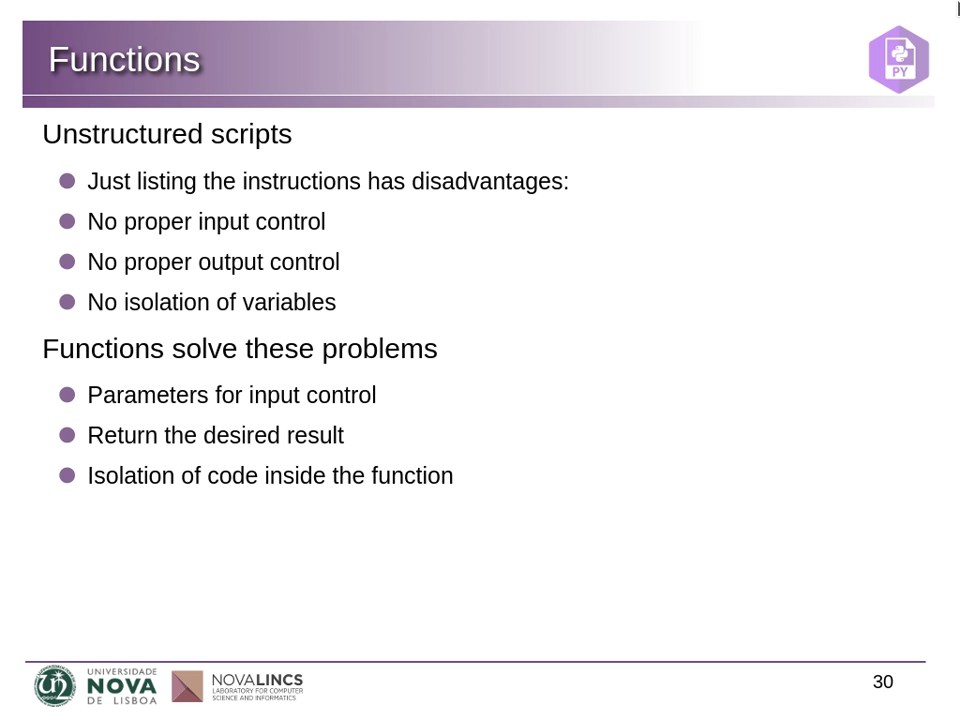 Functions
PY
Unstructured scripts
Just listing the instructions has disadvantages:
No proper input control
No proper output control
No isolation of variables
Functions solve these problems
Parameters for input control
Return the desired result
Isolation of code inside the function
UNIVERSIDADE
NOVA
DE LISBOA
NOVALINCS
LABORATORY FOR COMPUTER
SCIENCE AND INFORMATICS
30